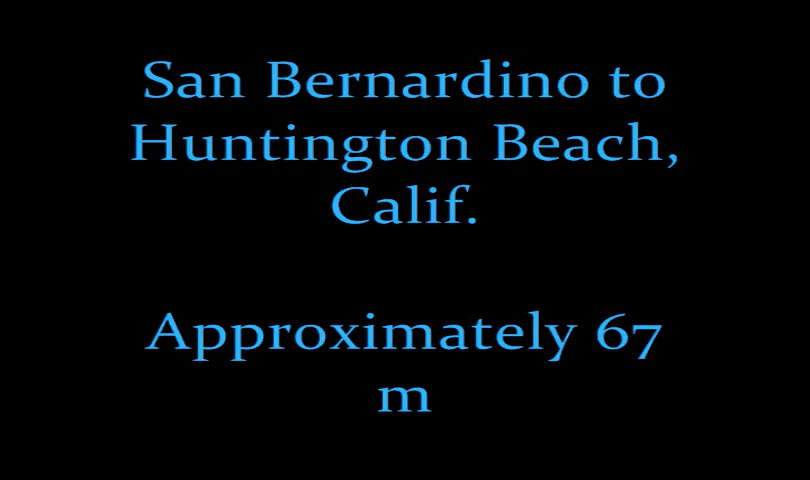 San Bernardino to
Huntington Beach,
Calif.
Approximately 67
m